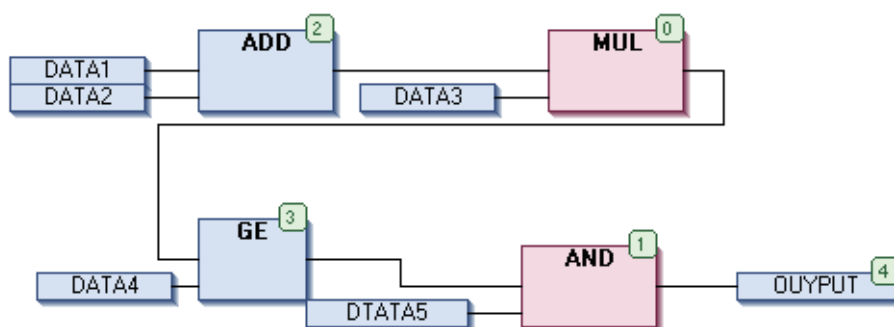 ADD 2
MUL 0
DATA1
DATA2
DATA3
GE 3
AND 1
DATA4
DTATA5
OUYPUT 4